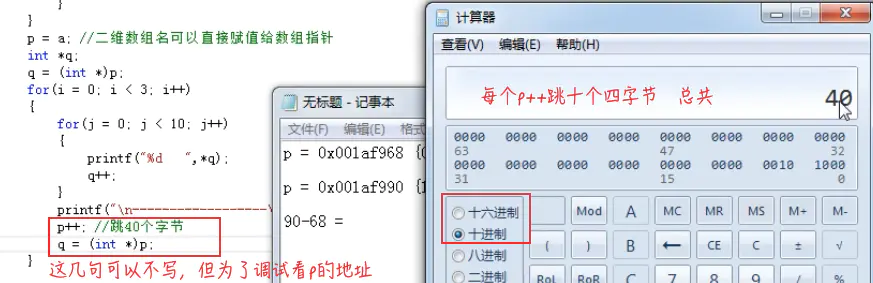 }
}
p = a; //二维数组名可以直接赋值给数组指针
int *q;
q = (int *)p;
for(i = 0; i < 3; i++)
{
for(j = 0; j < 10; j++)
{
printf("%d   ",*q);
q++;
}
printf("\n------------------\
p++; //跳40个字节
q = (int *)p;
}
这几句可以不写，但为了调试看p的地址
无标题 - 记事本
文件(F) 编辑(E) 格式
p = 0x001af968 {
p = 0x001af990 {
90-68 =
计算器
查看(V) 编辑(E) 帮助(H)
每个p++跳十个四字节 总共
40
0000 0000 0000 0000 0000 0000 0000 0000
63 47 32
0000 0000 0000 0000 0000 0000 0010 1000
31 15 0
十六进制
十进制
八进制
二进制
Mod A MC MR MS M+ M-
( ) B ← CE C ± √
RoL RoR C 7 8 9 / %